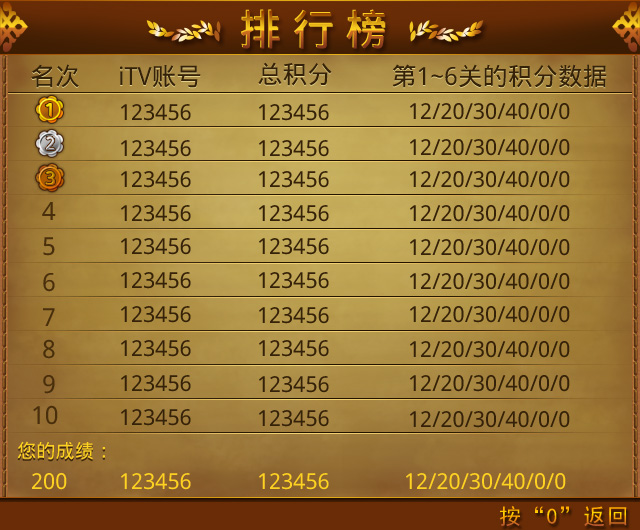 排行榜
名次 iTV账号 总积分 第1~6关的积分数据
1 123456 123456 12/20/30/40/0/0
2 123456 123456 12/20/30/40/0/0
3 123456 123456 12/20/30/40/0/0
4 123456 123456 12/20/30/40/0/0
5 123456 123456 12/20/30/40/0/0
6 123456 123456 12/20/30/40/0/0
7 123456 123456 12/20/30/40/0/0
8 123456 123456 12/20/30/40/0/0
9 123456 123456 12/20/30/40/0/0
10 123456 123456 12/20/30/40/0/0
您的成绩：
200 123456 123456 12/20/30/40/0/0
按“0”返回